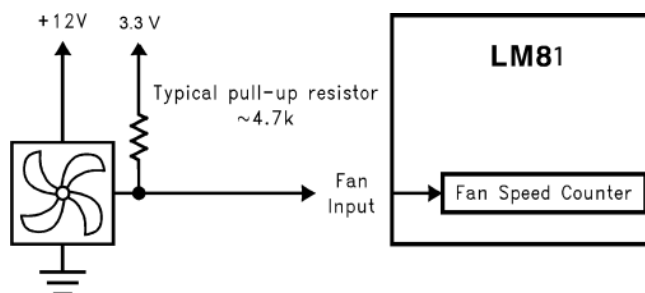 +12V
3.3 V
LM81
Typical pull-up resistor
~4.7k
Fan
Input
Fan Speed Counter